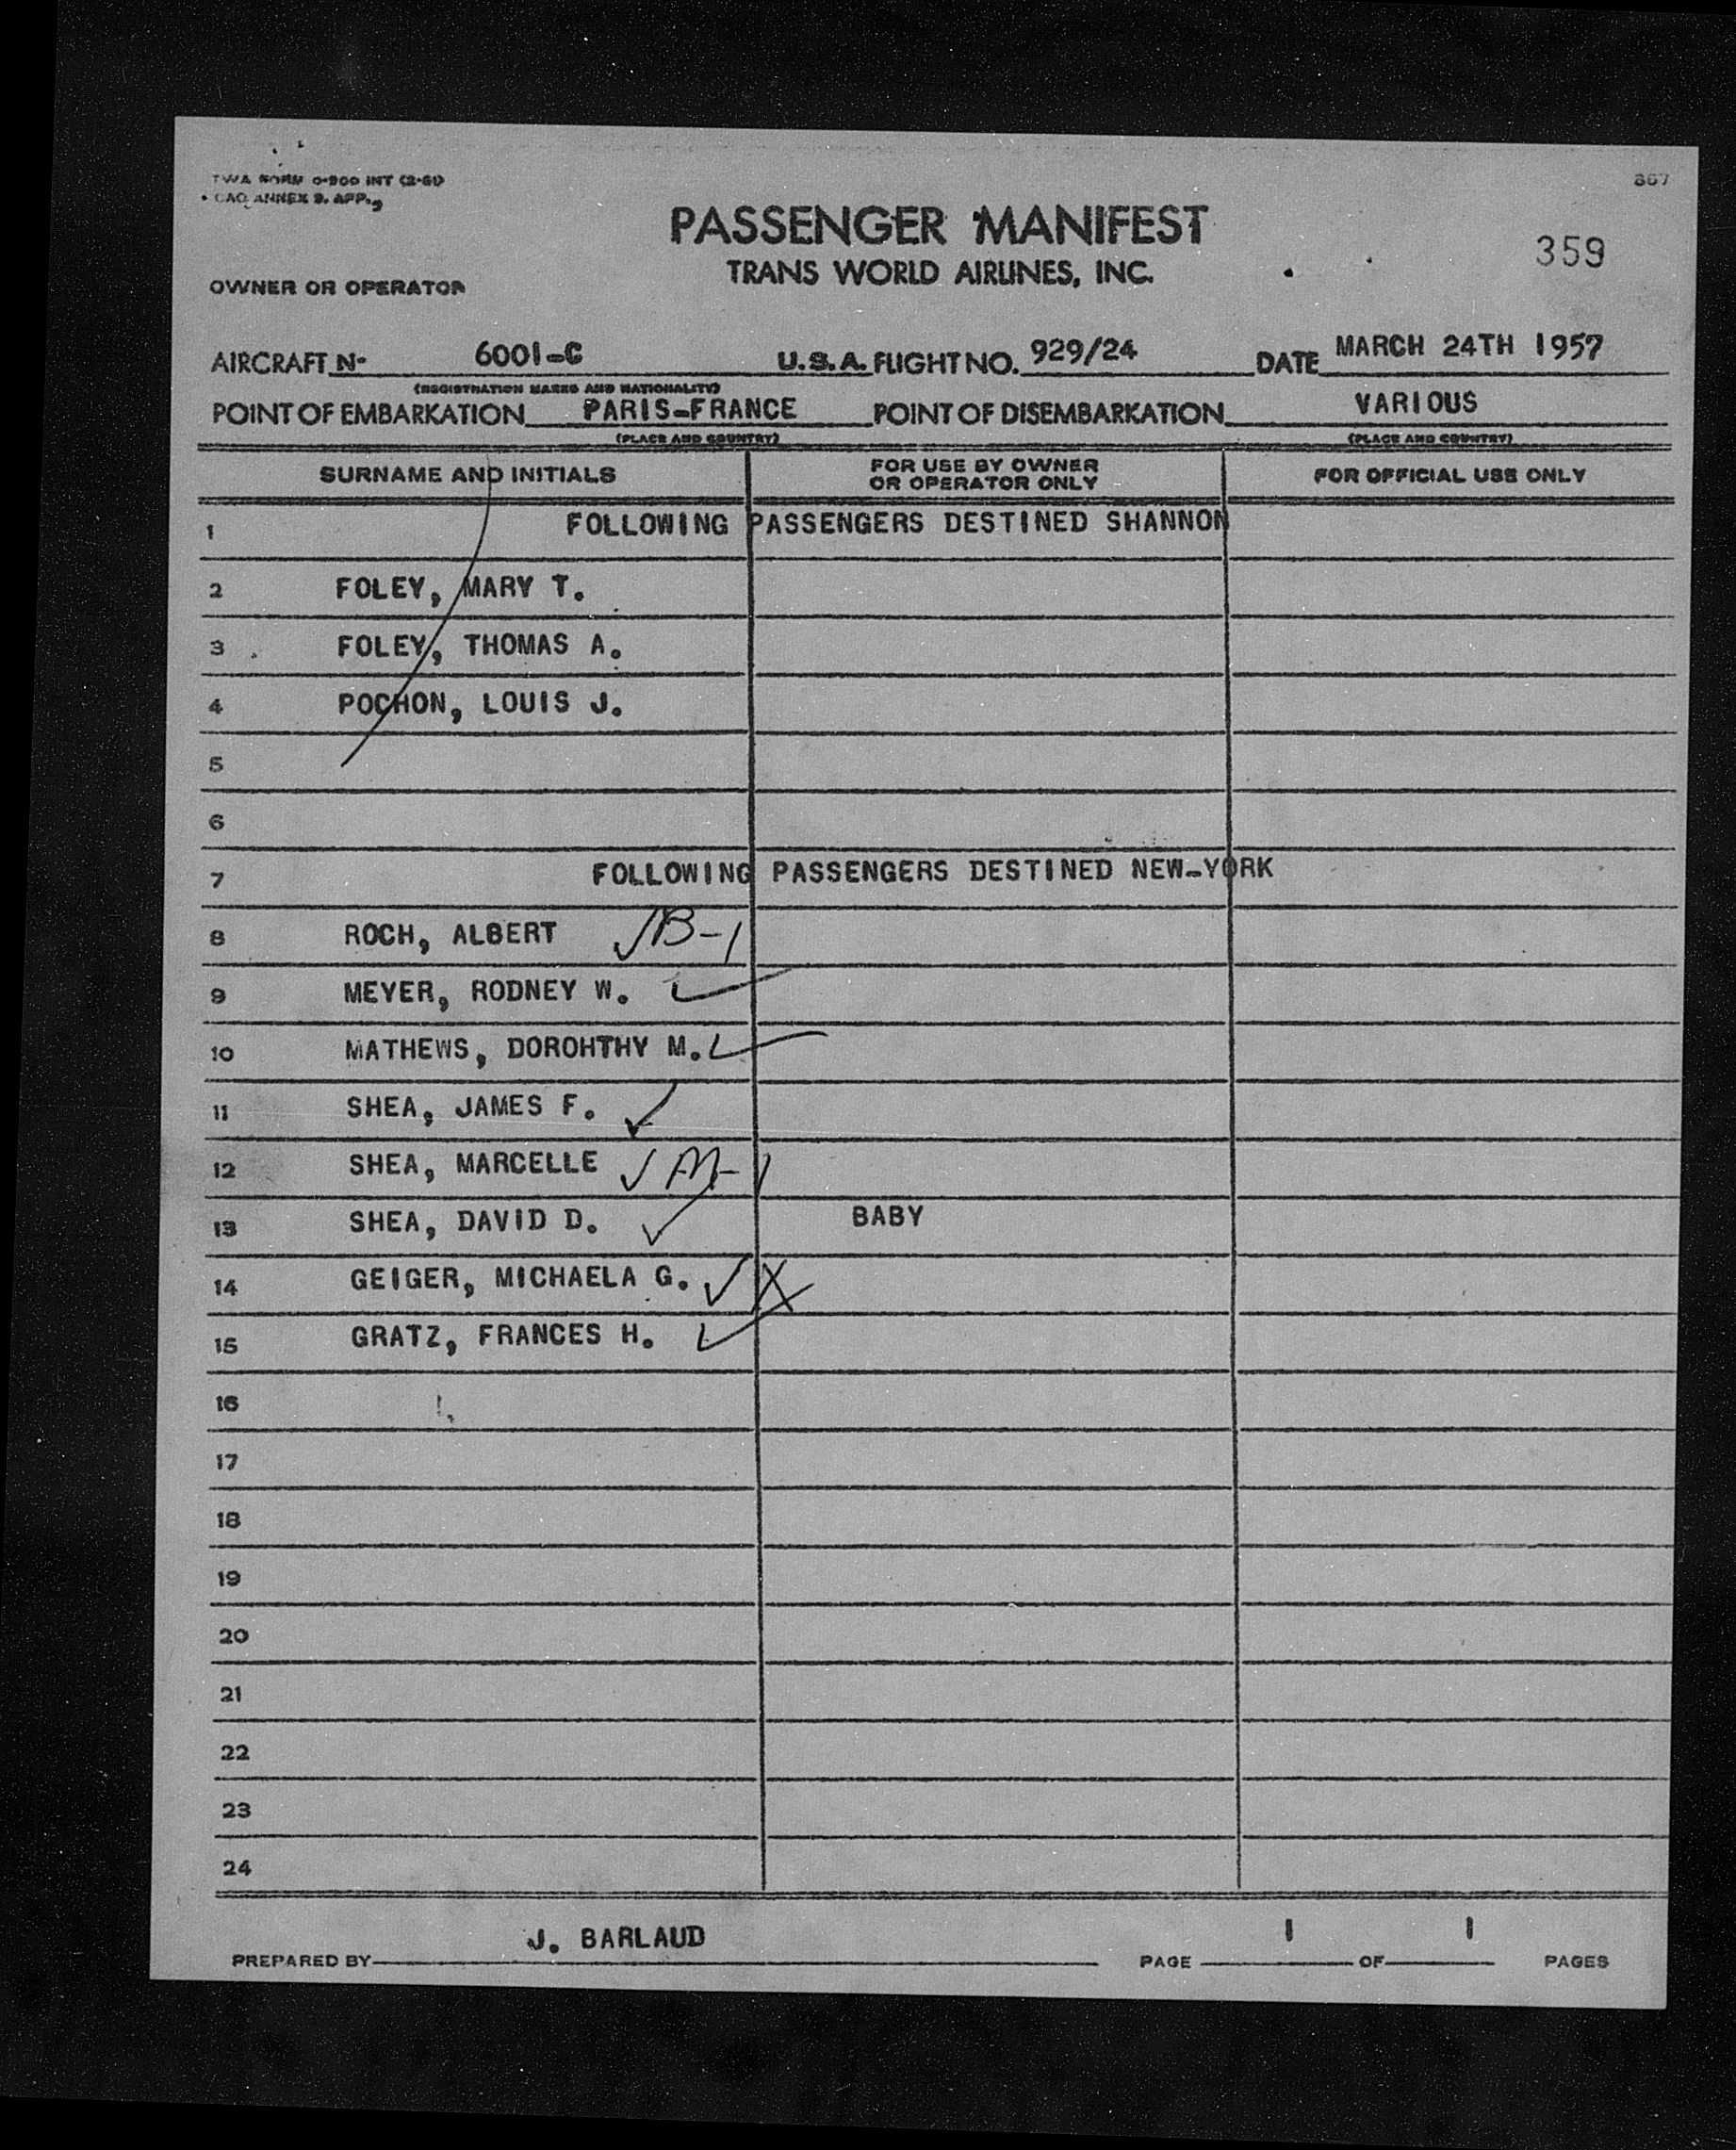 TWA FORM 0-900 INT (2-51)
867
ICAO ANNEX 9. APP.
PASSENGER MANIFEST
359
TRANS WORLD AIRLINES, INC.
OWNER OR OPERATOR
AIRCRAFT N- 6001-C U.S.A. FLIGHT NO. 929/24 DATE MARCH 24TH 1957
(REGISTRATION MARKS AND NATIONALITY)
POINT OF EMBARKATION PARIS-FRANCE POINT OF DISEMBARKATION VARIOUS
(PLACE AND COUNTRY) (PLACE AND COUNTRY)
SURNAME AND INITIALS FOR USE BY OWNER OR OPERATOR ONLY FOR OFFICIAL USE ONLY
1 FOLLOWING PASSENGERS DESTINED SHANNON
2 FOLEY, MARY T.
3 FOLEY, THOMAS A.
4 POCHON, LOUIS J.
5
6
7 FOLLOWING PASSENGERS DESTINED NEW-YORK
8 ROCH, ALBERT ✓ B-1
9 MEYER, RODNEY W. ✓
10 MATHEWS, DOROHTHY M. ✓
11 SHEA, JAMES F. ✓
12 SHEA, MARCELLE ✓ M-1
13 SHEA, DAVID D. ✓ BABY
14 GEIGER, MICHAELA G. ✓ X
15 GRATZ, FRANCES H. ✓
16
17
18
19
20
21
22
23
24
PREPARED BY J. BARLAUD PAGE 1 OF 1 PAGES